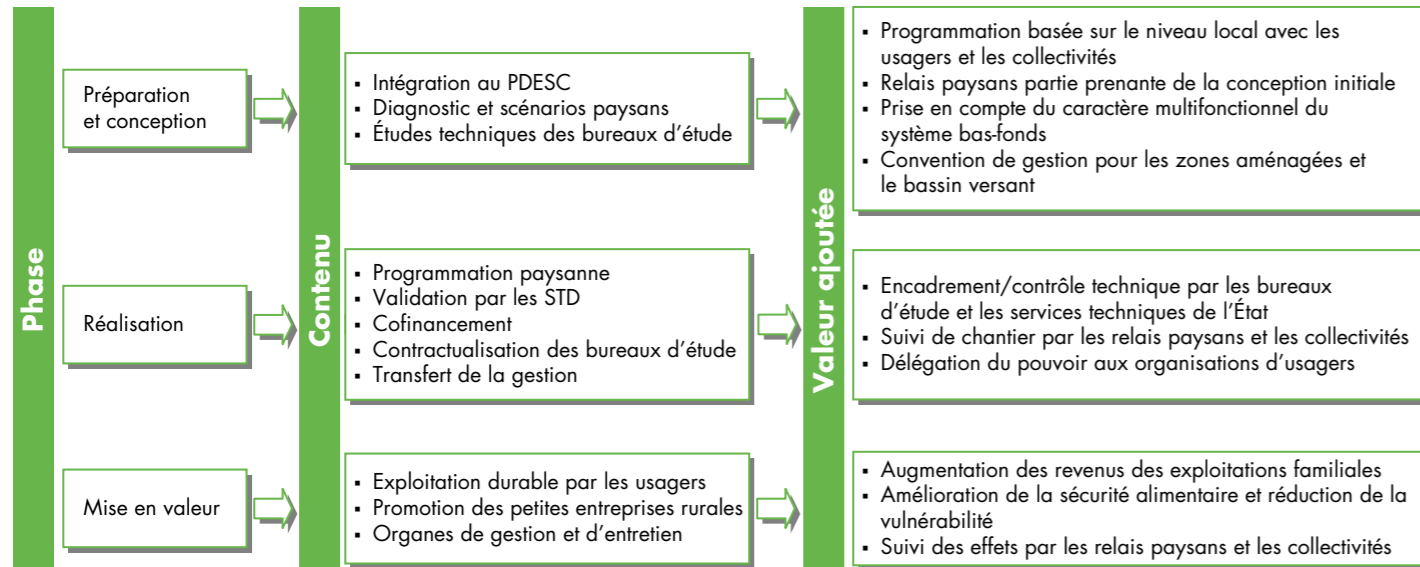 Phase
Préparation
et conception
Réalisation
Mise en valeur
Contenu
▪ Intégration au PDESC
▪ Diagnostic et scénarios paysans
▪ Études techniques des bureaux d'étude
▪ Programmation paysanne
▪ Validation par les STD
▪ Cofinancement
▪ Contractualisation des bureaux d'étude
▪ Transfert de la gestion
▪ Exploitation durable par les usagers
▪ Promotion des petites entreprises rurales
▪ Organes de gestion et d'entretien
Valeur ajoutée
▪ Programmation basée sur le niveau local avec les
usagers et les collectivités
▪ Relais paysans partie prenante de la conception initiale
▪ Prise en compte du caractère multifonctionnel du
système bas-fonds
▪ Convention de gestion pour les zones aménagées et
le bassin versant
▪ Encadrement/contrôle technique par les bureaux
d'étude et les services techniques de l'État
▪ Suivi de chantier par les relais paysans et les collectivités
▪ Délégation du pouvoir aux organisations d'usagers
▪ Augmentation des revenus des exploitations familiales
▪ Amélioration de la sécurité alimentaire et réduction de la
vulnérabilité
▪ Suivi des effets par les relais paysans et les collectivités